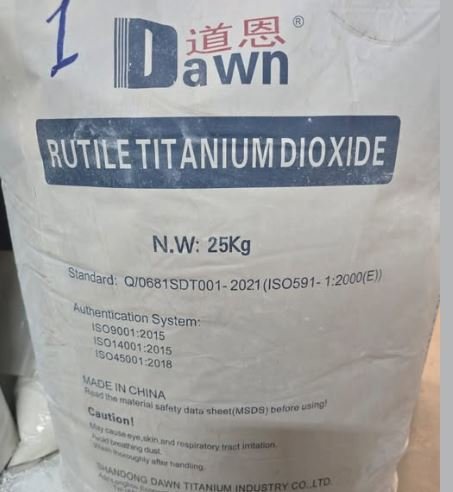 1
道恩®
Dawn
RUTILE TITANIUM DIOXIDE
N.W: 25Kg
Standard: Q/0681SDT001-2021(ISO591-1:2000(E))
Authentication System:
ISO9001:2015
ISO14001:2015
ISO45001:2018
MADE IN CHINA
Read the material safety data sheet(MSDS) before using!
Caution!
May cause eye,skin,and respiratory tract irritation.
Avoid breathing dust.
Wash thoroughly after handling.
SHANDONG DAWN TITANIUM INDUSTRY CO.,LTD.